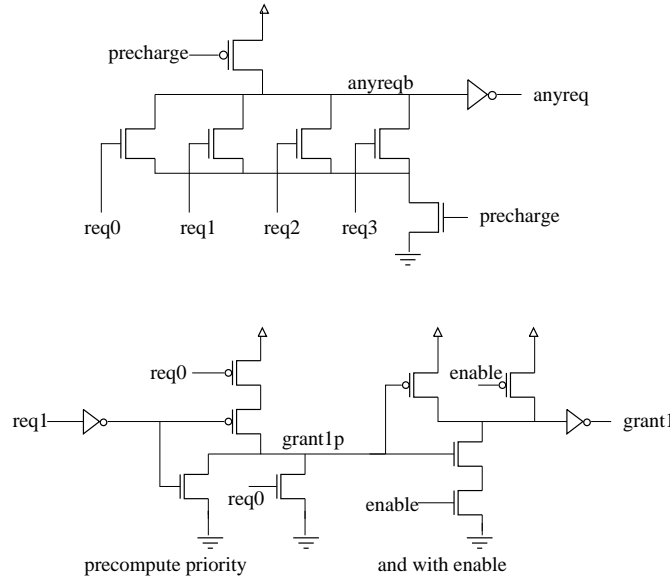 precharge
anyreqb
anyreq
req0
req1
req2
req3
precharge
req0
enable
req1
grant1p
grant1
req0
enable
precompute priority
and with enable